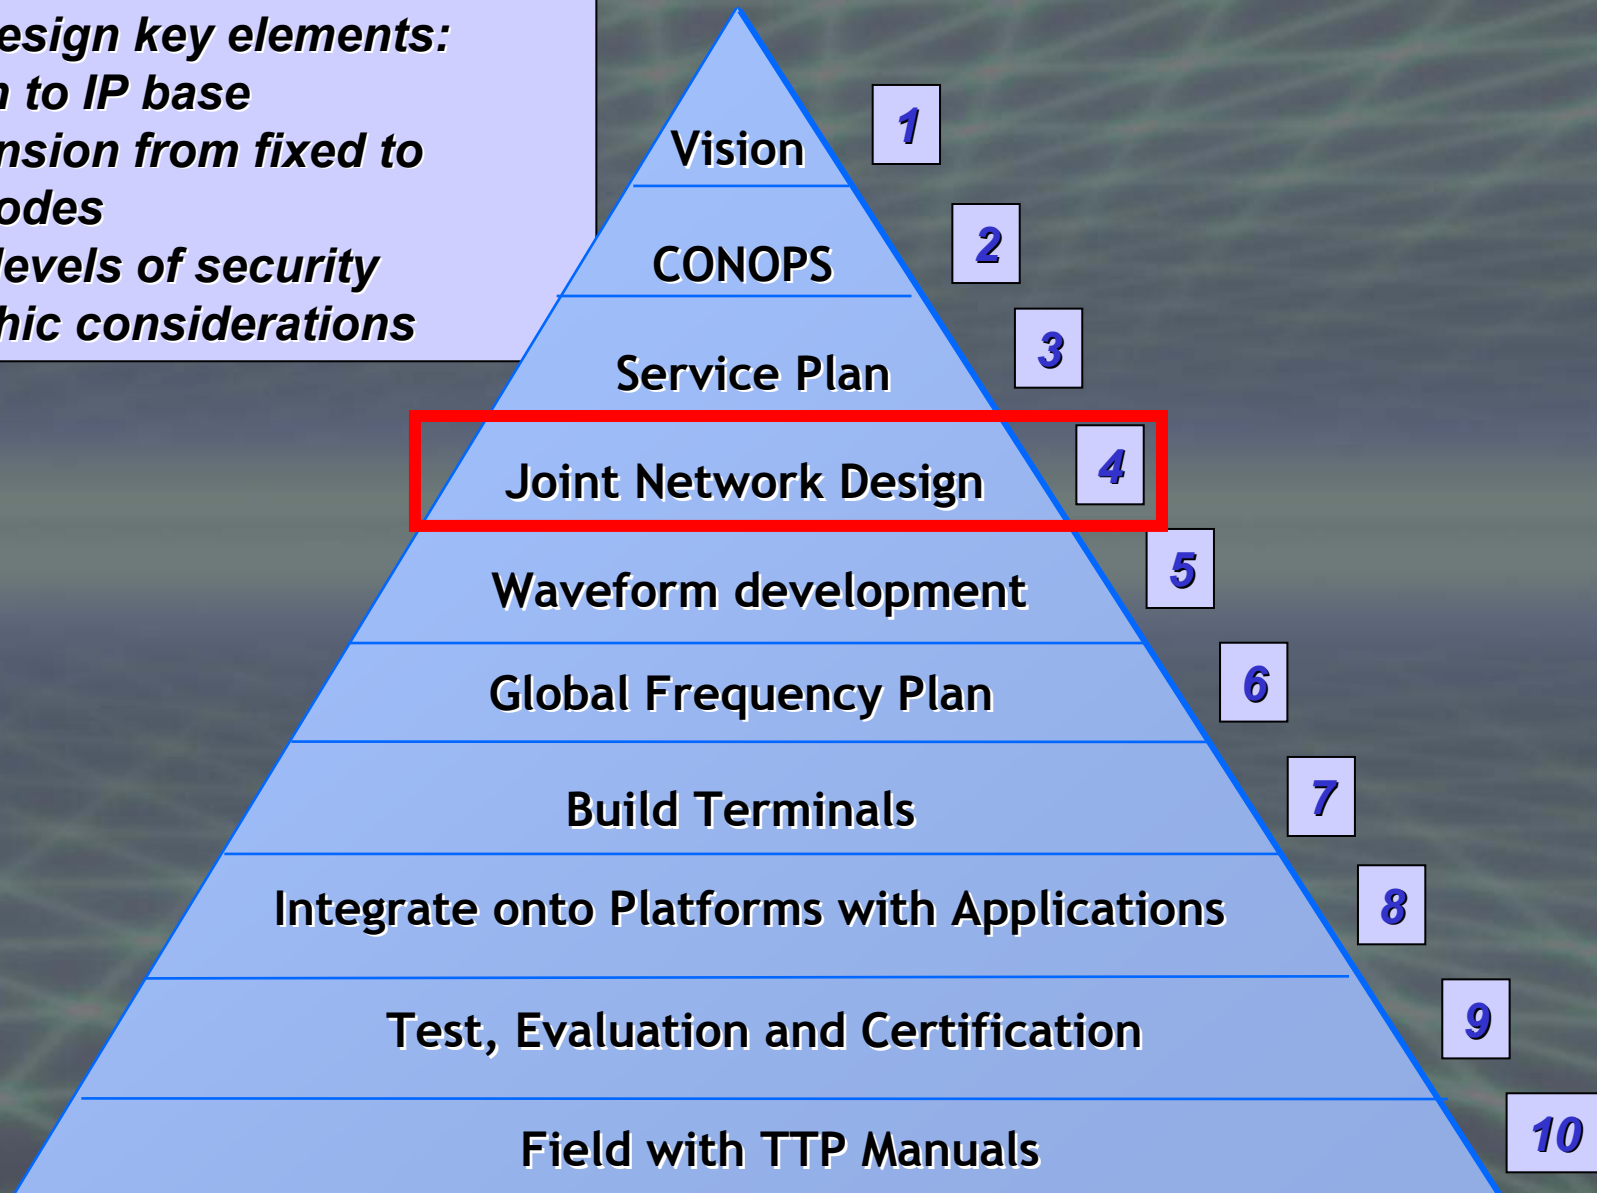 esign key elements:
to IP base
nsion from fixed to
odes
levels of security
hic considerations
Vision
1
CONOPS
2
Service Plan
3
Joint Network Design
4
Waveform development
5
Global Frequency Plan
6
Build Terminals
7
Integrate onto Platforms with Applications
8
Test, Evaluation and Certification
9
Field with TTP Manuals
10